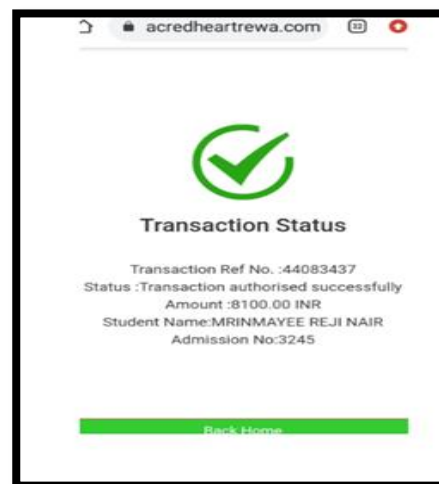 acredheartrewa.com 32
Transaction Status
Transaction Ref No. :44083437
Status :Transaction authorised successfully
Amount :8100.00 INR
Student Name:MRINMAYEE REJI NAIR
Admission No:3245
Back Home